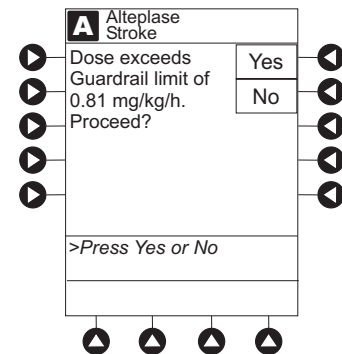 A Alteplase
Stroke
Dose exceeds
Guardrail limit of
0.81 mg/kg/h.
Proceed?
Yes
No
>Press Yes or No